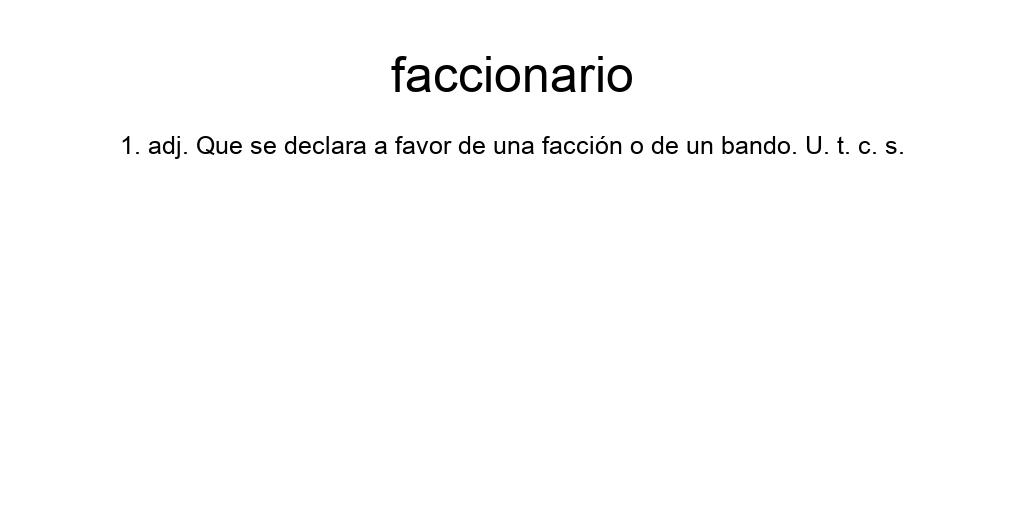 faccionario
1. adj. Que se declara a favor de una facción o de un bando. U. t. c. s.